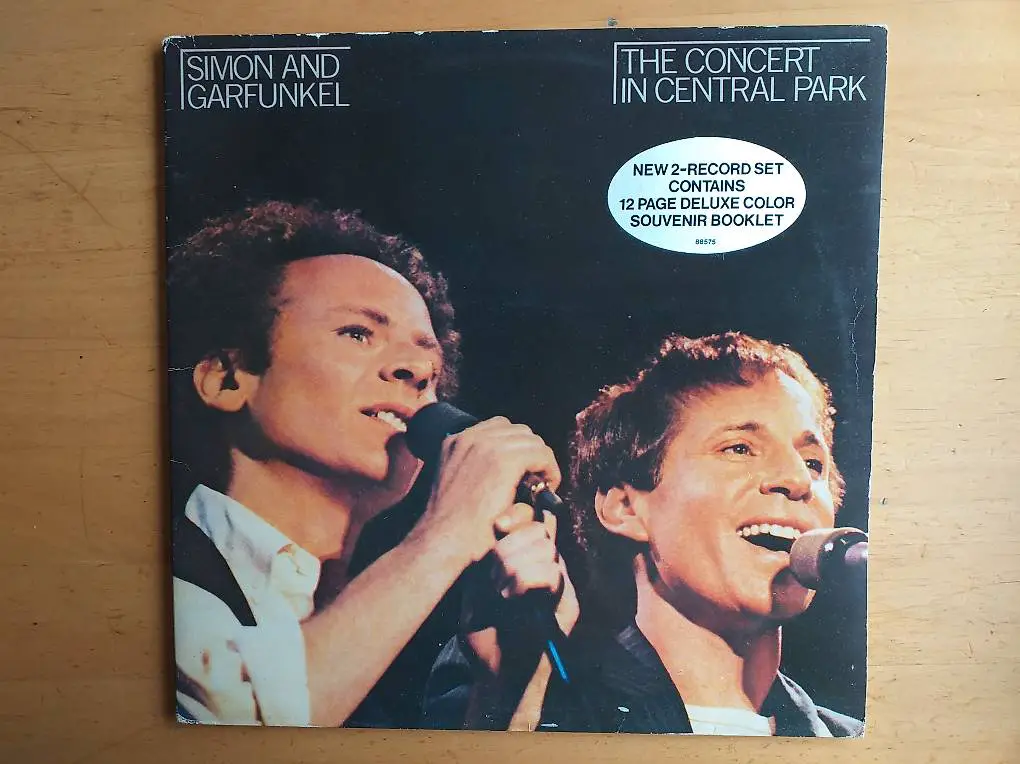 SIMON AND
GARFUNKEL
THE CONCERT
IN CENTRAL PARK
NEW 2-RECORD SET
CONTAINS
12 PAGE DELUXE COLOR
SOUVENIR BOOKLET
88575